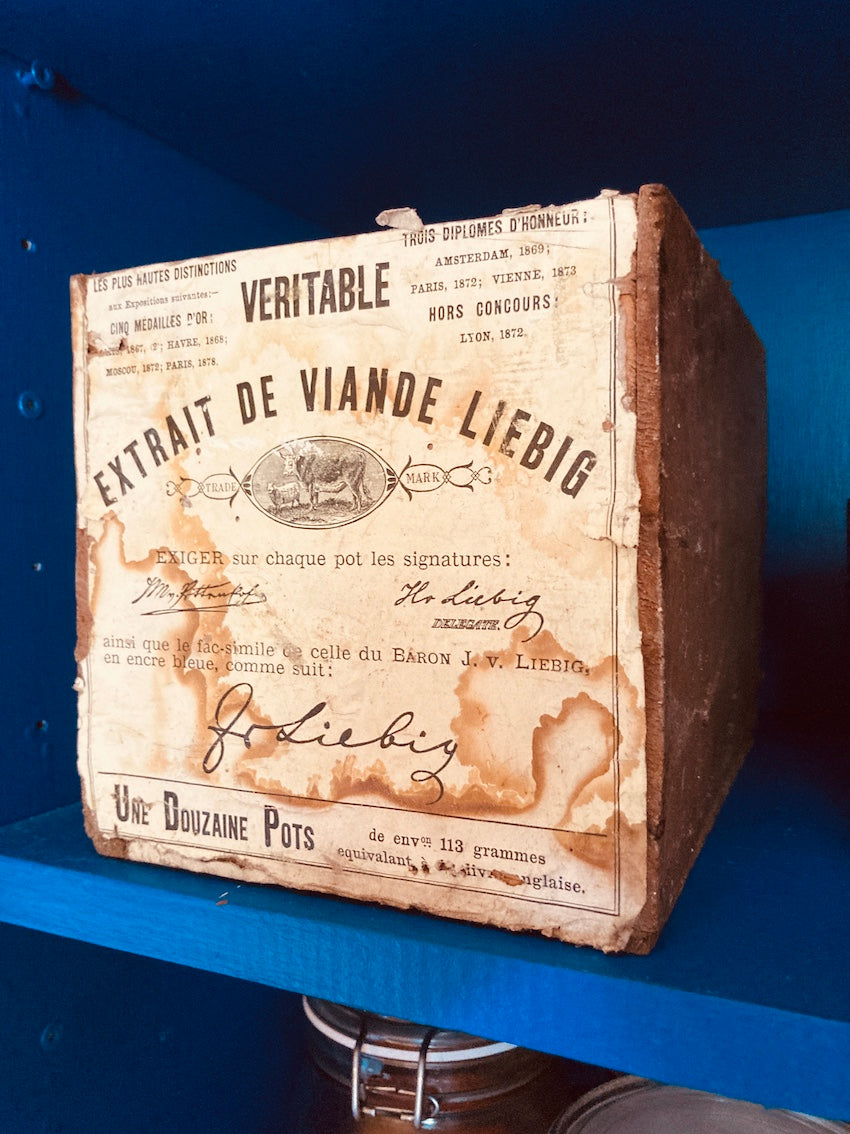 LES PLUS HAUTES DISTINCTIONS
aux Expositions suivantes:—
CINQ MÉDAILLES D'OR;
1867, (2); HAVRE, 1868;
MOSCOU, 1872; PARIS, 1878.
VERITABLE
TROIS DIPLOMES D'HONNEUR:
AMSTERDAM, 1869;
PARIS, 1872; VIENNE, 1873
HORS CONCOURS:
LYON, 1872.
EXTRAIT DE VIANDE LIEBIG
TRADE MARK
EXIGER sur chaque pot les signatures:
Hv Liebig
DELEGATE.
ainsi que le fac-simile de celle du BARON J. V. LIEBIG,
en encre bleue, comme suit:
Jv Liebig
UNE DOUZAINE POTS
de envon 113 grammes
equivalant à anglaise.